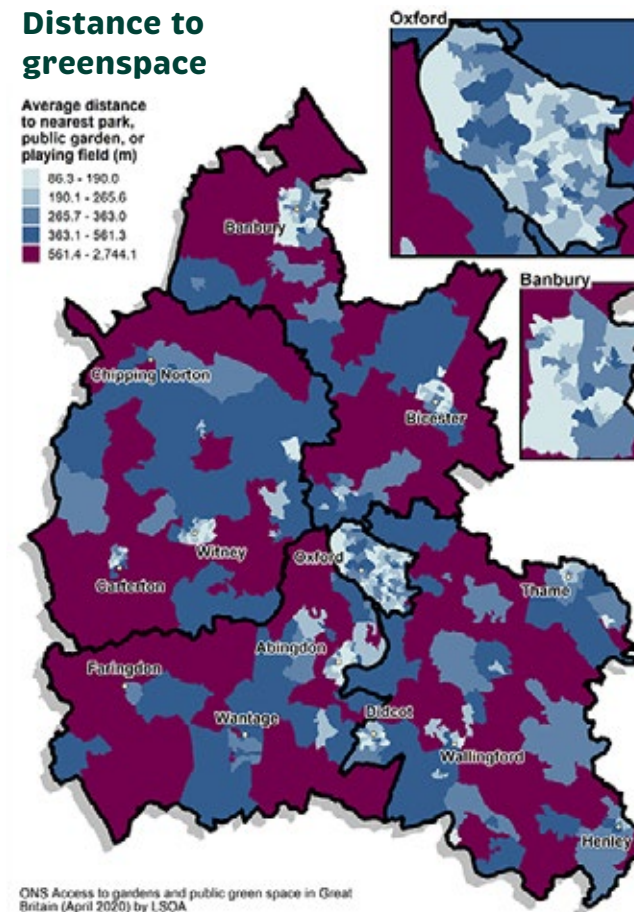 Distance to
greenspace
Average distance
to nearest park,
public garden, or
playing field (m)
86.3 - 190.0
190.1 - 265.6
265.7 - 363.0
363.1 - 561.3
561.4 - 2,744.1
Oxford
Banbury
Banbury
Chipping Norton
Bicester
Witney
Carterton
Oxford
Thame
Abingdon
Faringdon
Wantage
Didcot
Wallingford
Henley
ONS Access to gardens and public green space in Great
Britain (April 2020) by LSOA